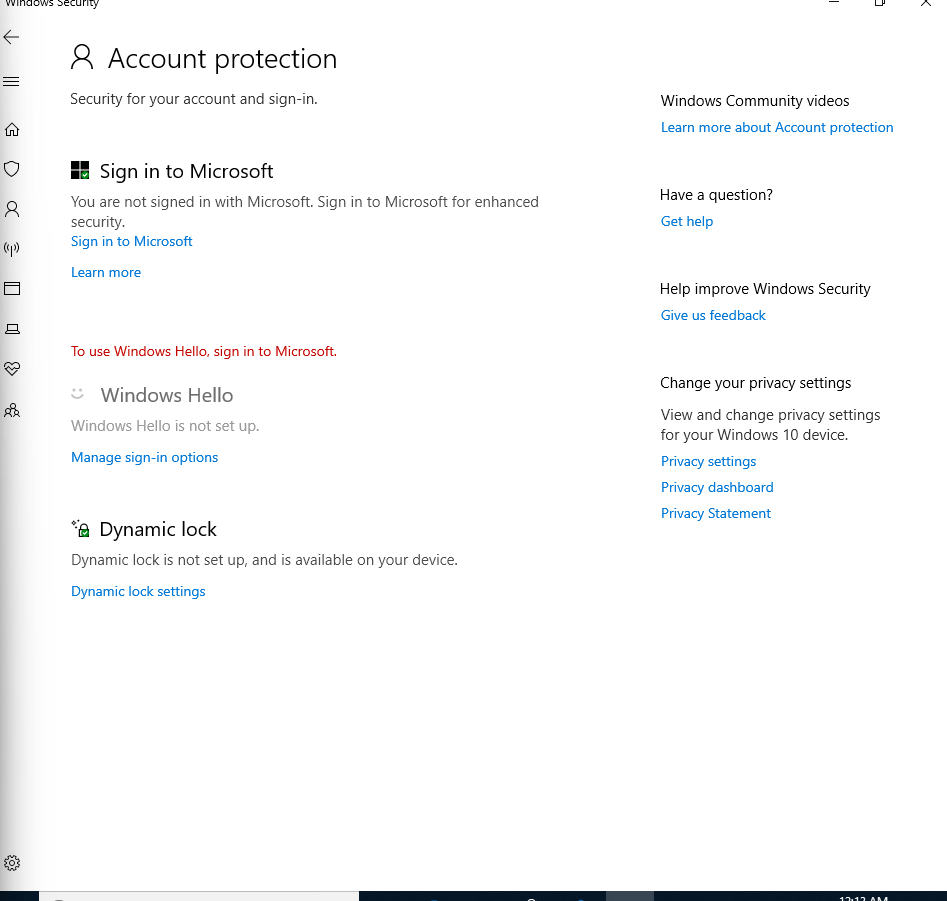 Windows Security
Account protection
Security for your account and sign-in.
Sign in to Microsoft
You are not signed in with Microsoft. Sign in to Microsoft for enhanced
security.
Sign in to Microsoft
Learn more
To use Windows Hello, sign in to Microsoft.
Windows Hello
Windows Hello is not set up.
Manage sign-in options
Dynamic lock
Dynamic lock is not set up, and is available on your device.
Dynamic lock settings
Windows Community videos
Learn more about Account protection
Have a question?
Get help
Help improve Windows Security
Give us feedback
Change your privacy settings
View and change privacy settings
for your Windows 10 device.
Privacy settings
Privacy dashboard
Privacy Statement